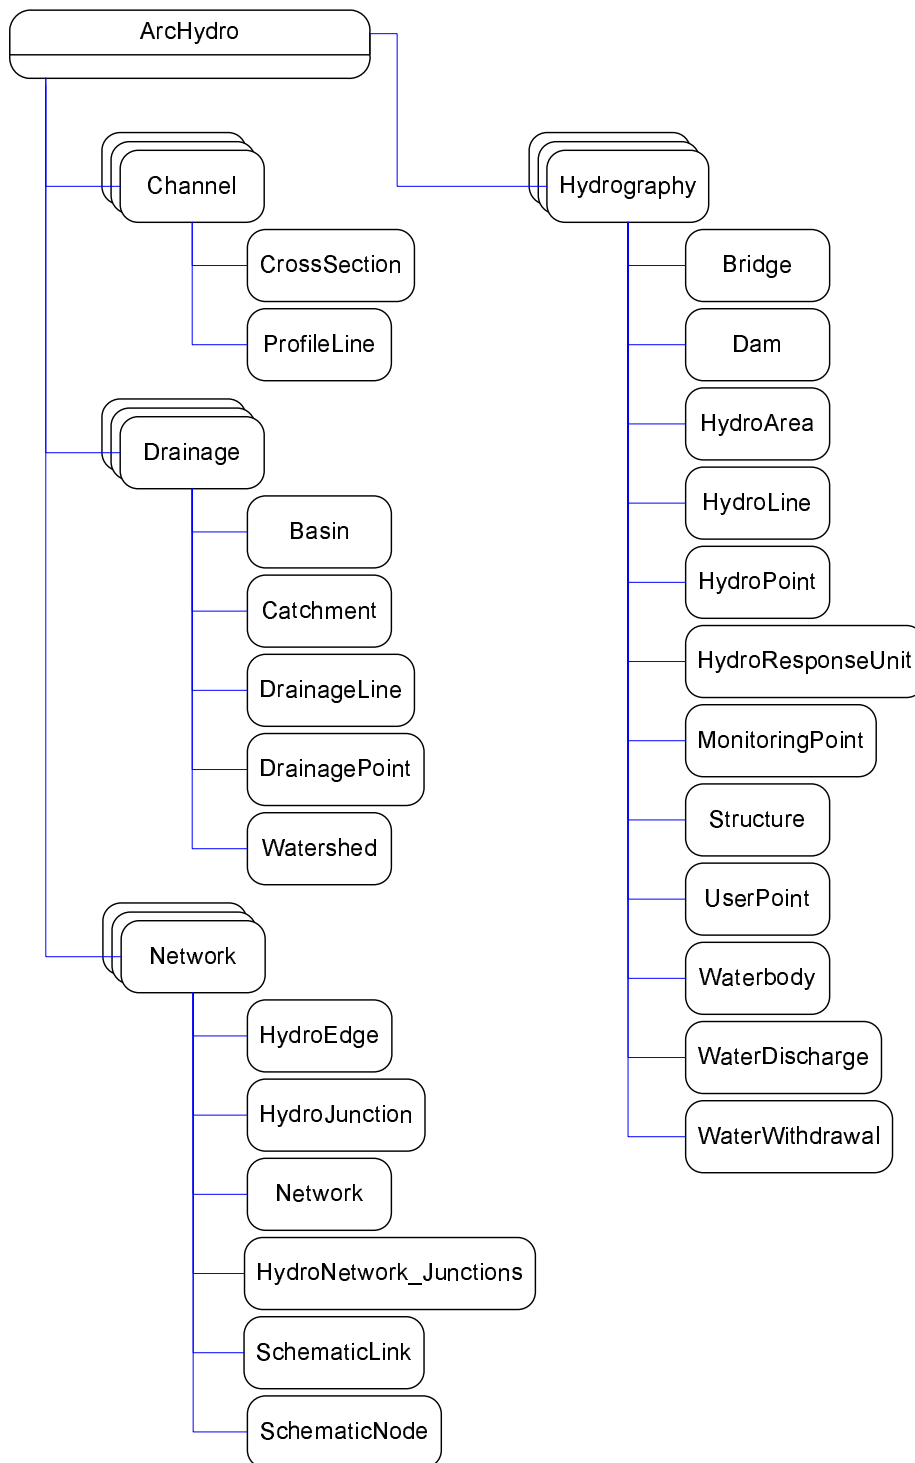 ArcHydro
Channel
CrossSection
ProfileLine
Drainage
Basin
Catchment
DrainageLine
DrainagePoint
Watershed
Network
HydroEdge
HydroJunction
Network
HydroNetwork_Junctions
SchematicLink
SchematicNode
Hydrography
Bridge
Dam
HydroArea
HydroLine
HydroPoint
HydroResponseUnit
MonitoringPoint
Structure
UserPoint
Waterbody
WaterDischarge
WaterWithdrawal